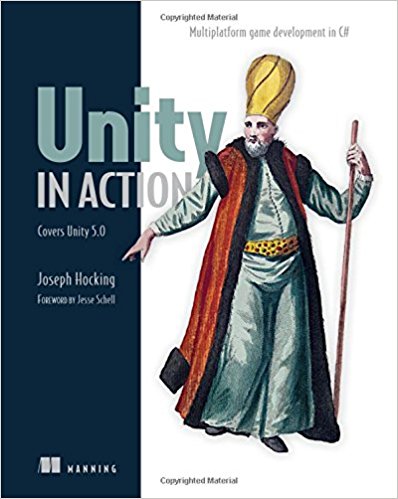 Copyrighted Material
Multiplatform game development in C#
Unity
IN ACTION
Covers Unity 5.0
Joseph Hocking
FOREWORD BY Jesse Schell
MANNING
Copyrighted Material